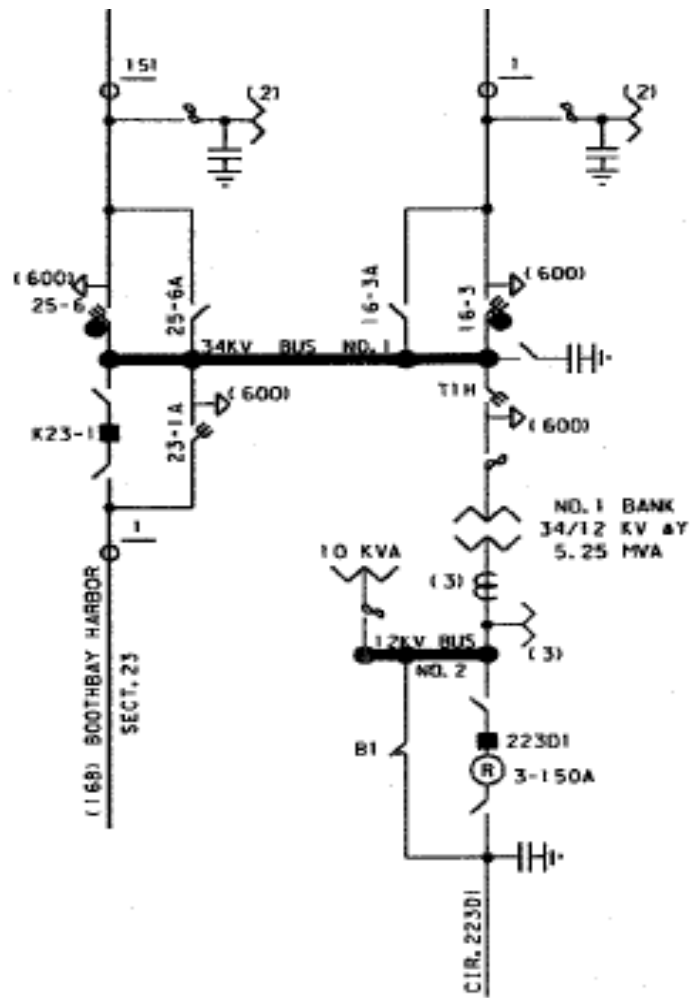 151
1
(2)
(2)
(600)
25-6
25-6A
16-3A
16-3
(600)
34KV BUS NO.1
(600)
23-1A
K23-1
T1H
(600)
1
NO.1 BANK
34/12 KV ΔY
5.25 MVA
10 KVA
(3)
12KV BUS
NO.2
(3)
(168) BOOTHBAY HARBOR
SECT.23
B1
223D1
R
3-150A
CIR.223D1